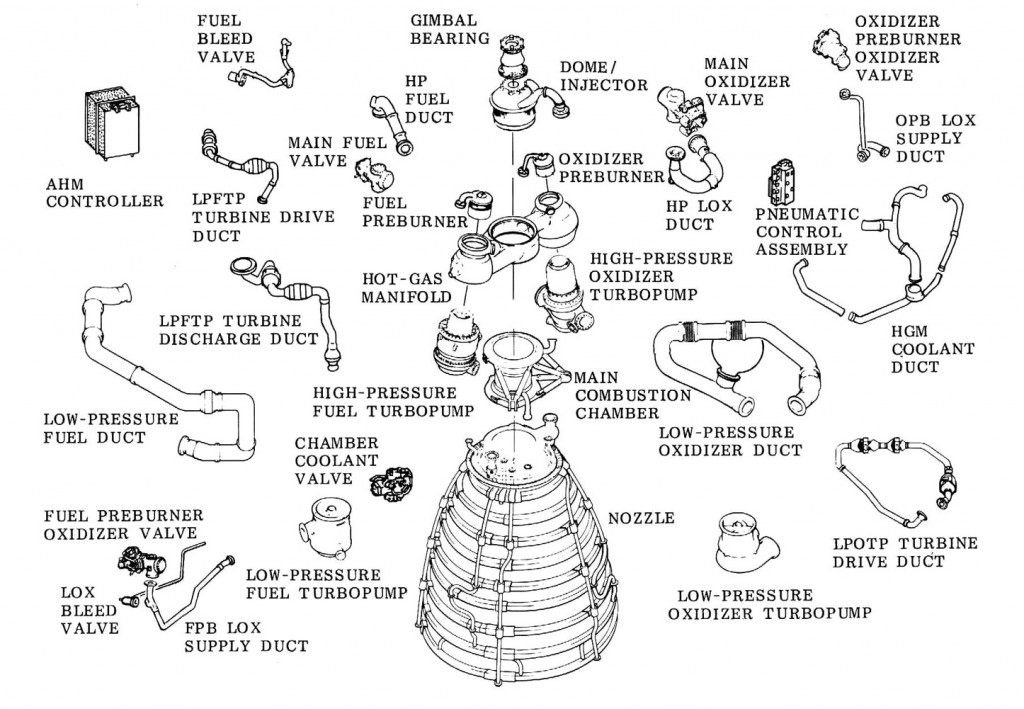 FUEL
BLEED
VALVE
GIMBAL
BEARING
OXIDIZER
PREBURNER
OXIDIZER
VALVE
DOME/
INJECTOR
MAIN
OXIDIZER
VALVE
HP
FUEL
DUCT
OPB LOX
SUPPLY
DUCT
MAIN FUEL
VALVE
OXIDIZER
PREBURNER
AHM
CONTROLLER
LPFTP
TURBINE DRIVE
DUCT
FUEL
PREBURNER
HP LOX
DUCT
PNEUMATIC
CONTROL
ASSEMBLY
HOT-GAS
MANIFOLD
HIGH-PRESSURE
OXIDIZER
TURBOPUMP
LPFTP TURBINE
DISCHARGE DUCT
HGM
COOLANT
DUCT
HIGH-PRESSURE
FUEL TURBOPUMP
MAIN
COMBUSTION
CHAMBER
LOW-PRESSURE
FUEL DUCT
LOW-PRESSURE
OXIDIZER DUCT
CHAMBER
COOLANT
VALVE
FUEL PREBURNER
OXIDIZER VALVE
NOZZLE
LPOTP TURBINE
DRIVE DUCT
LOW-PRESSURE
FUEL TURBOPUMP
LOW-PRESSURE
OXIDIZER TURBOPUMP
LOX
BLEED
VALVE
FPB LOX
SUPPLY DUCT